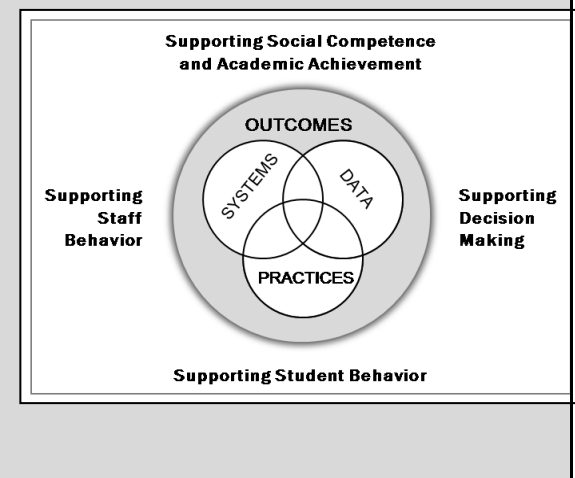 Supporting Social Competence
and Academic Achievement
OUTCOMES
SYSTEMS
DATA
Supporting
Staff
Behavior
Supporting
Decision
Making
PRACTICES
Supporting Student Behavior